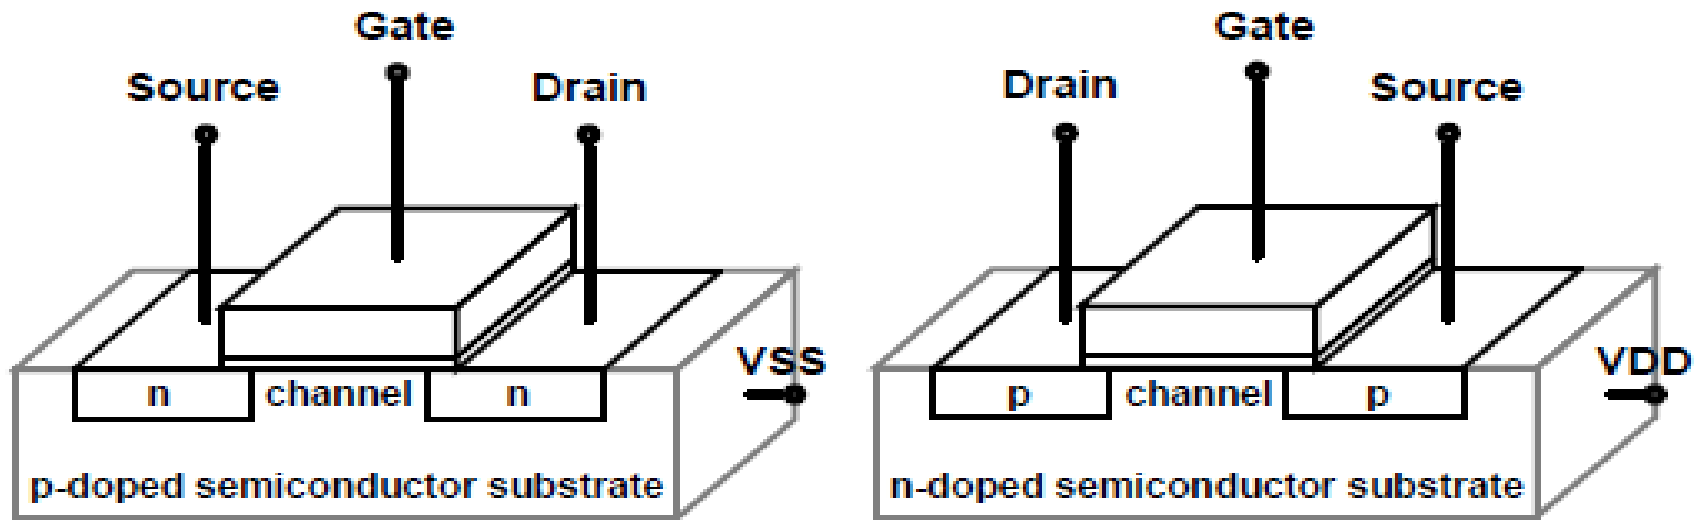 Gate
Source Drain
VSS
n channel n
p-doped semiconductor substrate
Gate
Drain Source
VDD
p channel p
n-doped semiconductor substrate